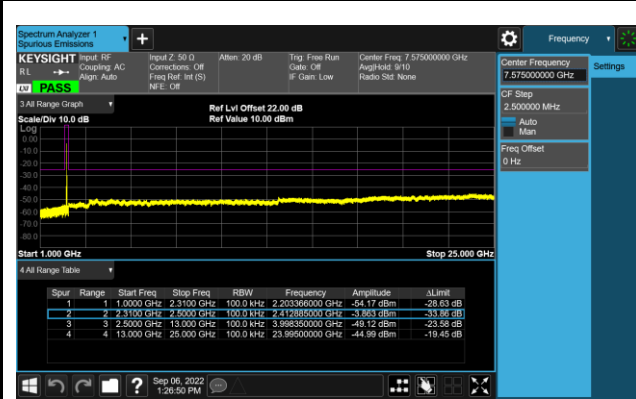 Spectrum Analyzer 1
Spurious Emissions
+
Frequency
KEYSIGHT
RL
Align: Auto
LXI PASS
Input: RF
Coupling: AC
Input Z: 50 Ω
Corrections: Off
Freq Ref: Int (S)
NFE: Off
Atten: 20 dB
Trig: Free Run
Gate: Off
IF Gain: Low
Center Freq: 7.575000000 GHz
Avg|Hold: 9/10
Radio Std: None
Center Frequency
7.575000000 GHz
Settings
CF Step
2.500000 MHz
Auto
Man
Freq Offset
0 Hz
3 All Range Graph
Scale/Div 10.0 dB
Ref Lvl Offset 22.00 dB
Ref Value 10.00 dBm
Log
0.00
-10.0
-20.0
-30.0
-40.0
-50.0
-60.0
-70.0
-80.0
Start 1.000 GHz
Stop 25.000 GHz
4 All Range Table
Spur Range Start Freq Stop Freq RBW Frequency Amplitude ΔLimit
1 1 1.0000 GHz 2.3100 GHz 100.0 kHz 2.203366000 GHz -54.17 dBm -28.63 dB
2 2 2.3100 GHz 2.5000 GHz 100.0 kHz 2.412885000 GHz -3.863 dBm -33.86 dB
3 3 2.5000 GHz 13.000 GHz 100.0 kHz 3.998350000 GHz -49.12 dBm -23.58 dB
4 4 13.000 GHz 25.000 GHz 100.0 kHz 23.99500000 GHz -44.99 dBm -19.45 dB
?
Sep 06, 2022
1:26:50 PM